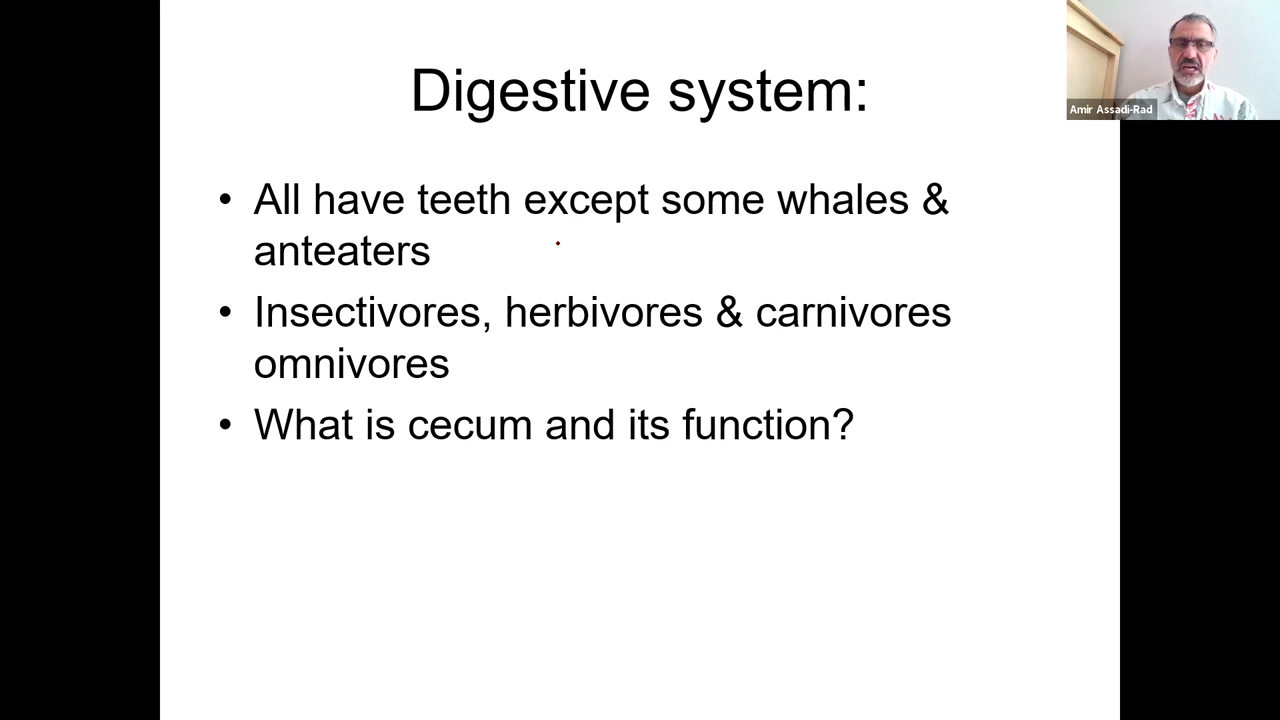 Digestive system:
• All have teeth except some whales &
anteaters
• Insectivores, herbivores & carnivores
omnivores
• What is cecum and its function?
Amir Assadi-Rad